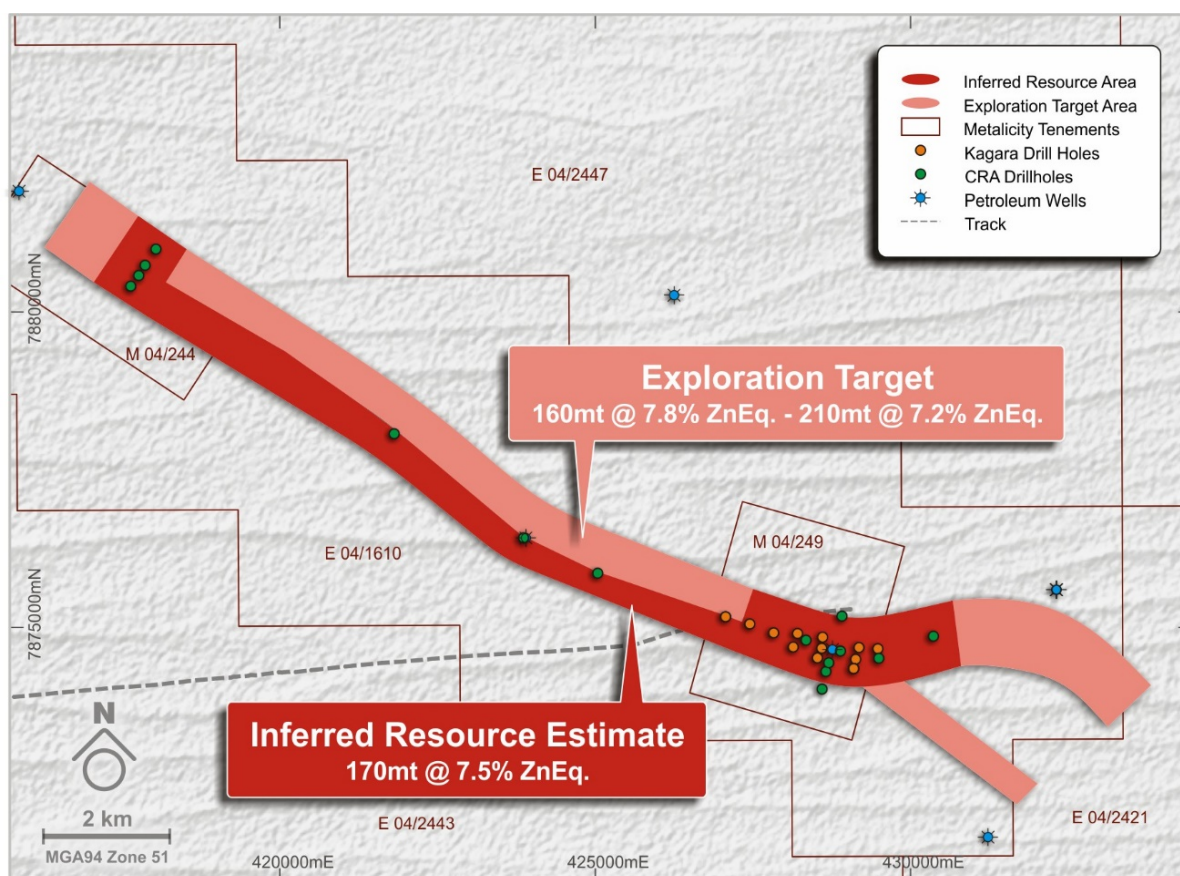 Inferred Resource Area
Exploration Target Area
Metalicity Tenements
Kagara Drill Holes
CRA Drillholes
Petroleum Wells
Track
E 04/2447
7880000mN
M 04/244
Exploration Target
160mt @ 7.8% ZnEq. - 210mt @ 7.2% ZnEq.
E 04/1610
M 04/249
7875000mN
Inferred Resource Estimate
170mt @ 7.5% ZnEq.
N
2 km
MGA94 Zone 51
E 04/2443
E 04/2421
420000mE
425000mE
430000mE